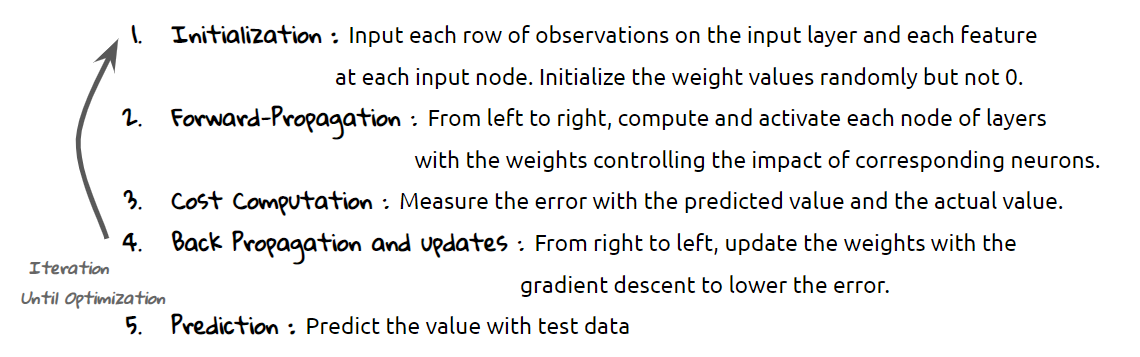 1. Initialization : Input each row of observations on the input layer and each feature
at each input node. Initialize the weight values randomly but not 0.
2. Forward-Propagation : From left to right, compute and activate each node of layers
with the weights controlling the impact of corresponding neurons.
3. Cost Computation : Measure the error with the predicted value and the actual value.
4. Back Propagation and updates : From right to left, update the weights with the
gradient descent to lower the error.
Iteration
Until Optimization
5. Prediction : Predict the value with test data